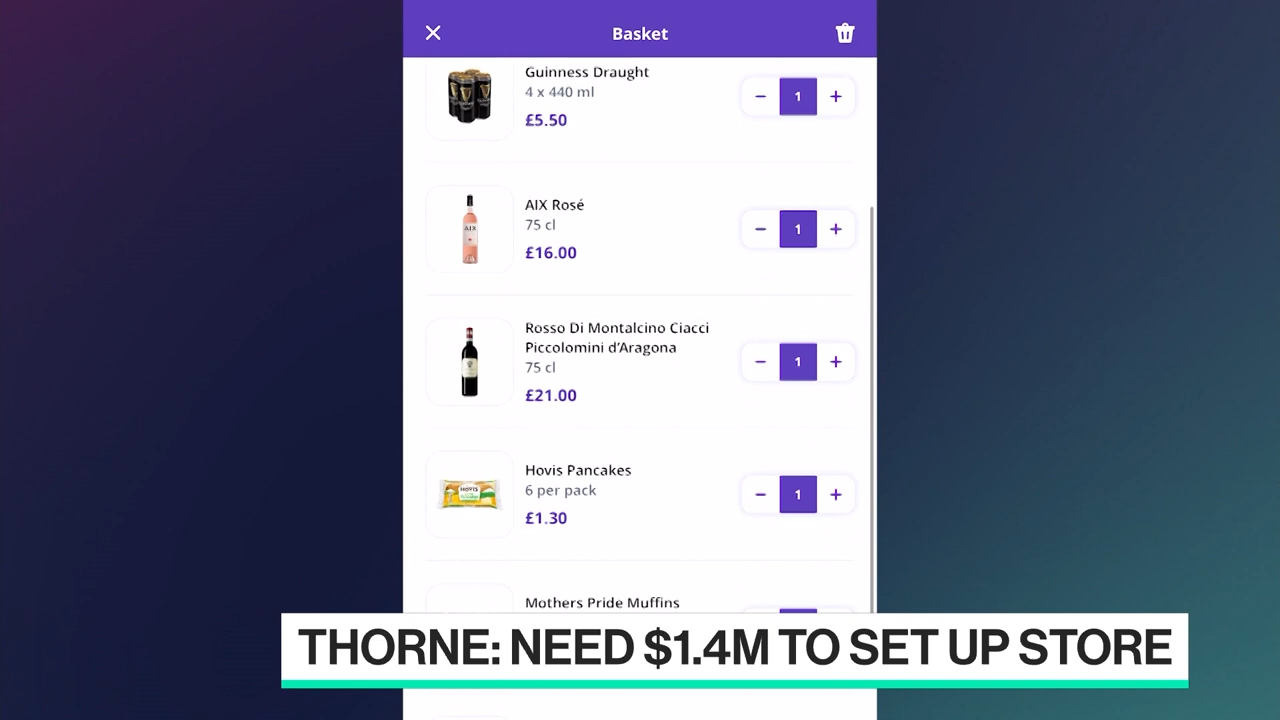 Basket
Guinness Draught
4 x 440 ml
£5.50
− 1 +
AIX Rosé
75 cl
£16.00
− 1 +
AIX
Rosso Di Montalcino Ciacci
Piccolomini d’Aragona
75 cl
£21.00
− 1 +
Hovis Pancakes
6 per pack
£1.30
− 1 +
HOVIS
Mothers Pride Muffins
THORNE: NEED $1.4M TO SET UP STORE